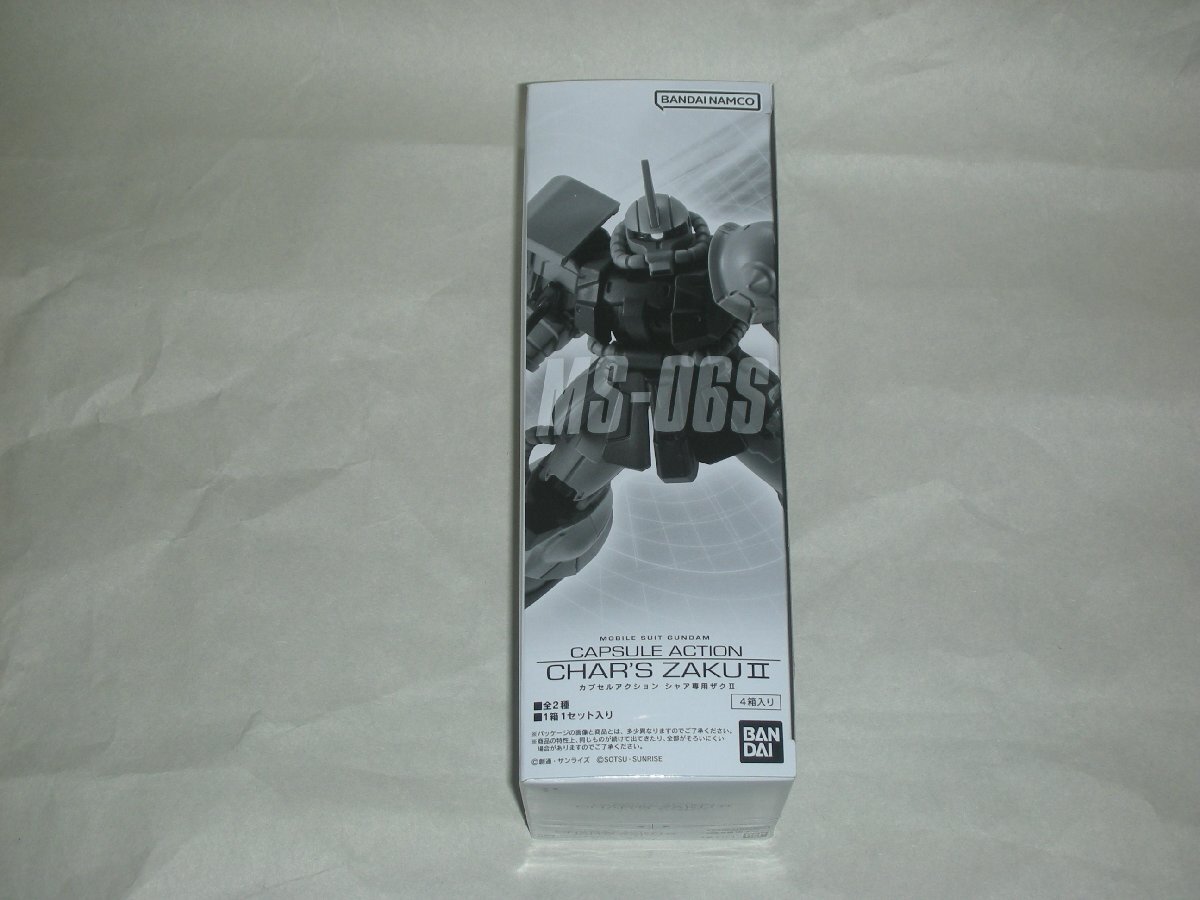 BANDAI NAMCO
MS-06S
MOBILE SUIT GUNDAM
CAPSULE ACTION
CHAR'S ZAKU II
カプセルアクション シャア専用ザクII
■全2種
■1箱1セット入り
4箱入り
※パッケージの画像と商品とは、多少異なりますのでご了承ください。
※商品の特性上、同じものが続けて出てきたり、全部がそろいにくい
場合がありますのでご了承ください。
©創通・サンライズ ©SOTSU・SUNRISE
BAN
DAI